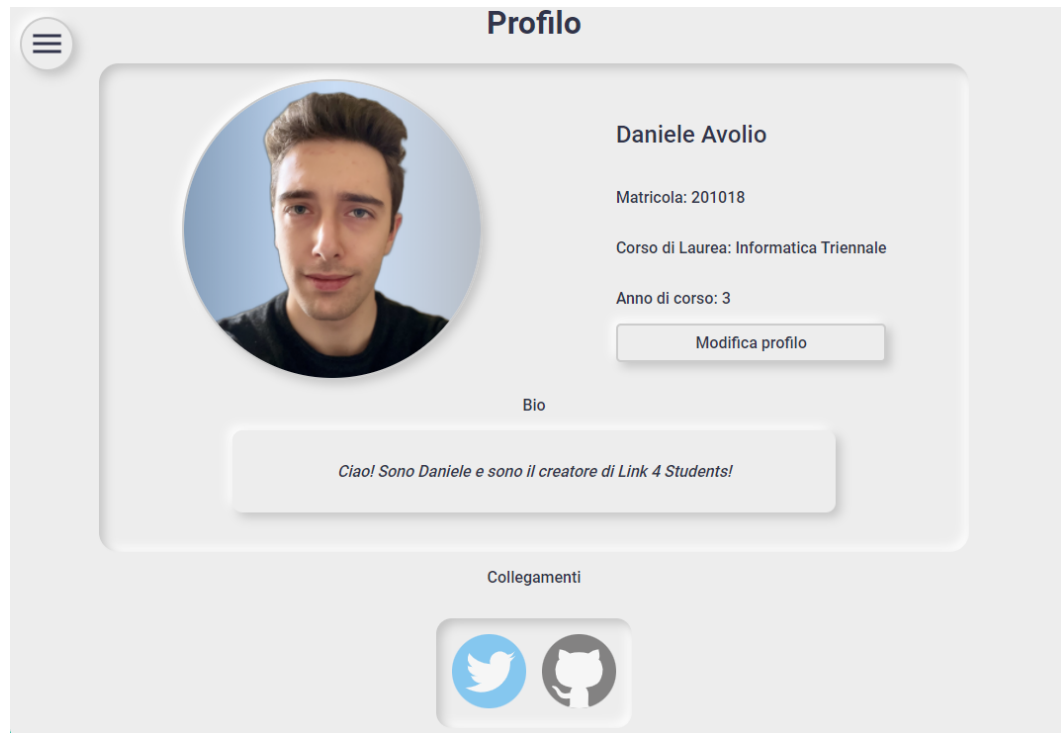 Profilo
Daniele Avolio
Matricola: 201018
Corso di Laurea: Informatica Triennale
Anno di corso: 3
Modifica profilo
Bio
Ciao! Sono Daniele e sono il creatore di Link 4 Students!
Collegamenti